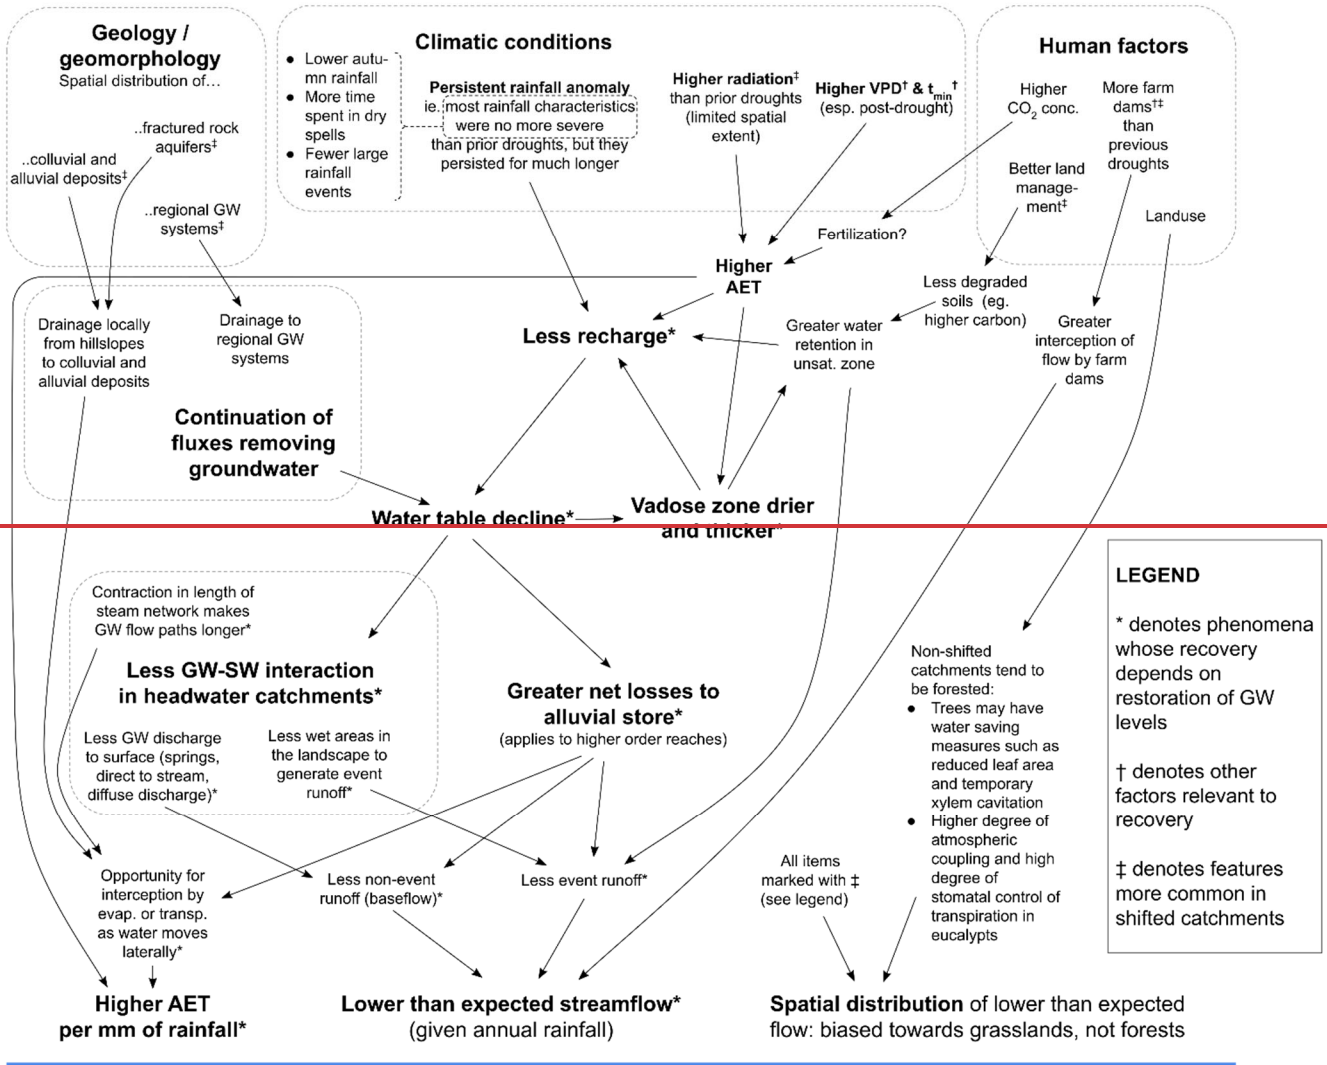 Geology /
geomorphology
Spatial distribution of...
..fractured rock
aquifers‡
..colluvial and
alluvial deposits‡
..regional GW
systems‡
Climatic conditions
● Lower autu-
mn rainfall
● More time
spent in dry
spells
● Fewer large
rainfall
events
Persistent rainfall anomaly
ie. most rainfall characteristics
were no more severe
than prior droughts, but they
persisted for much longer
Higher radiation‡
than prior droughts
(limited spatial
extent)
Higher VPD† & tmin†
(esp. post-drought)
Human factors
Higher
CO2 conc.
More farm
dams†‡
than
previous
droughts
Better land
manage-
ment‡
Landuse
Fertilization?
Higher
AET
Less degraded
soils (eg.
higher carbon)
Drainage locally
from hillslopes
to colluvial and
alluvial deposits
Drainage to
regional GW
systems
Less recharge*
Greater water
retention in
unsat. zone
Greater
interception of
flow by farm
dams
Continuation of
fluxes removing
groundwater
Water table decline*
Vadose zone drier
and thicker*
Contraction in length of
steam network makes
GW flow paths longer*
Less GW-SW interaction
in headwater catchments*
Less GW discharge
to surface (springs,
direct to stream,
diffuse discharge)*
Less wet areas in
the landscape to
generate event
runoff*
Greater net losses to
alluvial store*
(applies to higher order reaches)
Non-shifted
catchments tend to
be forested:
● Trees may have
water saving
measures such as
reduced leaf area
and temporary
xylem cavitation
● Higher degree of
atmospheric
coupling and high
degree of
stomatal control of
transpiration in
eucalypts
LEGEND
* denotes phenomena
whose recovery
depends on
restoration of GW
levels
† denotes other
factors relevant to
recovery
‡ denotes features
more common in
shifted catchments
Opportunity for
interception by
evap. or transp.
as water moves
laterally*
Less non-event
runoff (baseflow)*
Less event runoff*
All items
marked with ‡
(see legend)
Higher AET
per mm of rainfall*
Lower than expected streamflow*
(given annual rainfall)
Spatial distribution of lower than expected
flow: biased towards grasslands, not forests